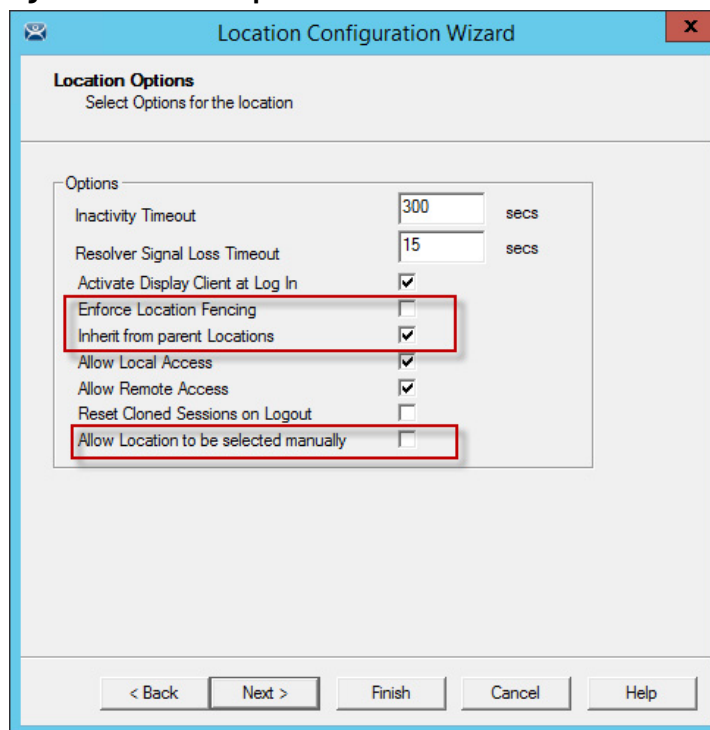 Location Configuration Wizard
x
Location Options
Select Options for the location
Options
Inactivity Timeout 300 secs
Resolver Signal Loss Timeout 15 secs
Activate Display Client at Log In
Enforce Location Fencing
Inherit from parent Locations
Allow Local Access
Allow Remote Access
Reset Cloned Sessions on Logout
Allow Location to be selected manually
< Back Next > Finish Cancel Help